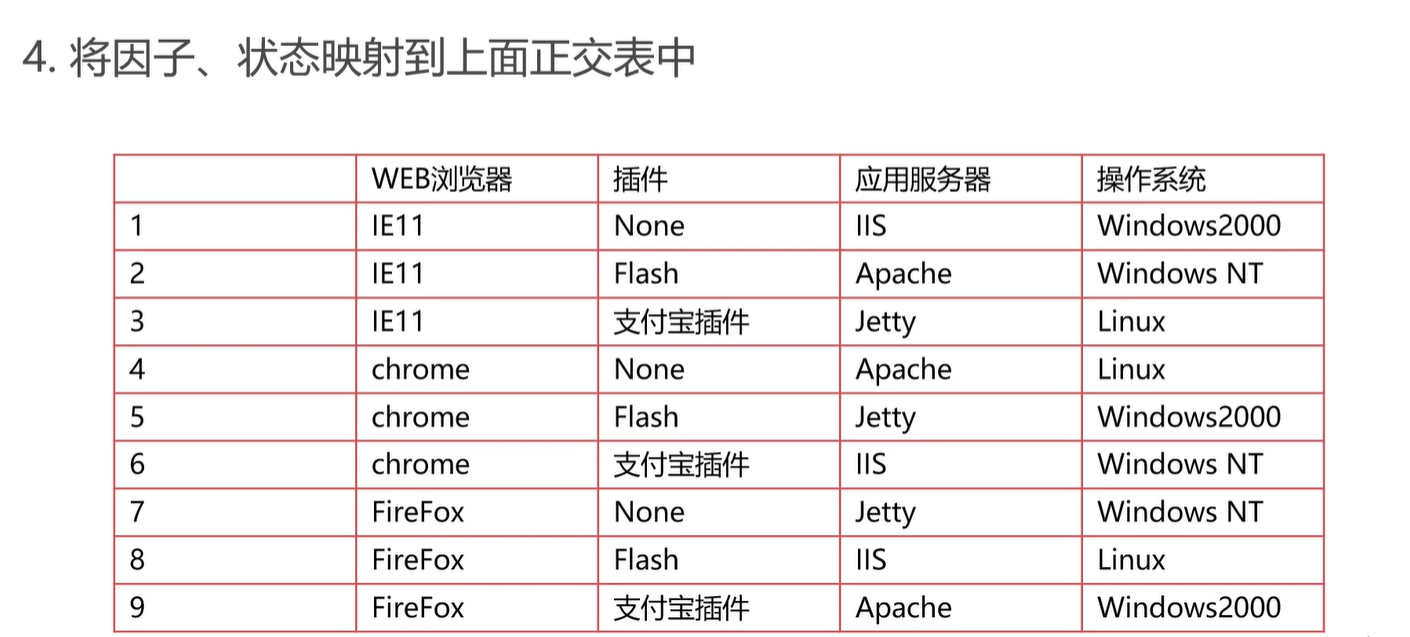 4. 将因子、状态映射到上面正交表中
WEB浏览器 插件 应用服务器 操作系统
1 IE11 None IIS Windows2000
2 IE11 Flash Apache Windows NT
3 IE11 支付宝插件 Jetty Linux
4 chrome None Apache Linux
5 chrome Flash Jetty Windows2000
6 chrome 支付宝插件 IIS Windows NT
7 FireFox None Jetty Windows NT
8 FireFox Flash IIS Linux
9 FireFox 支付宝插件 Apache Windows2000